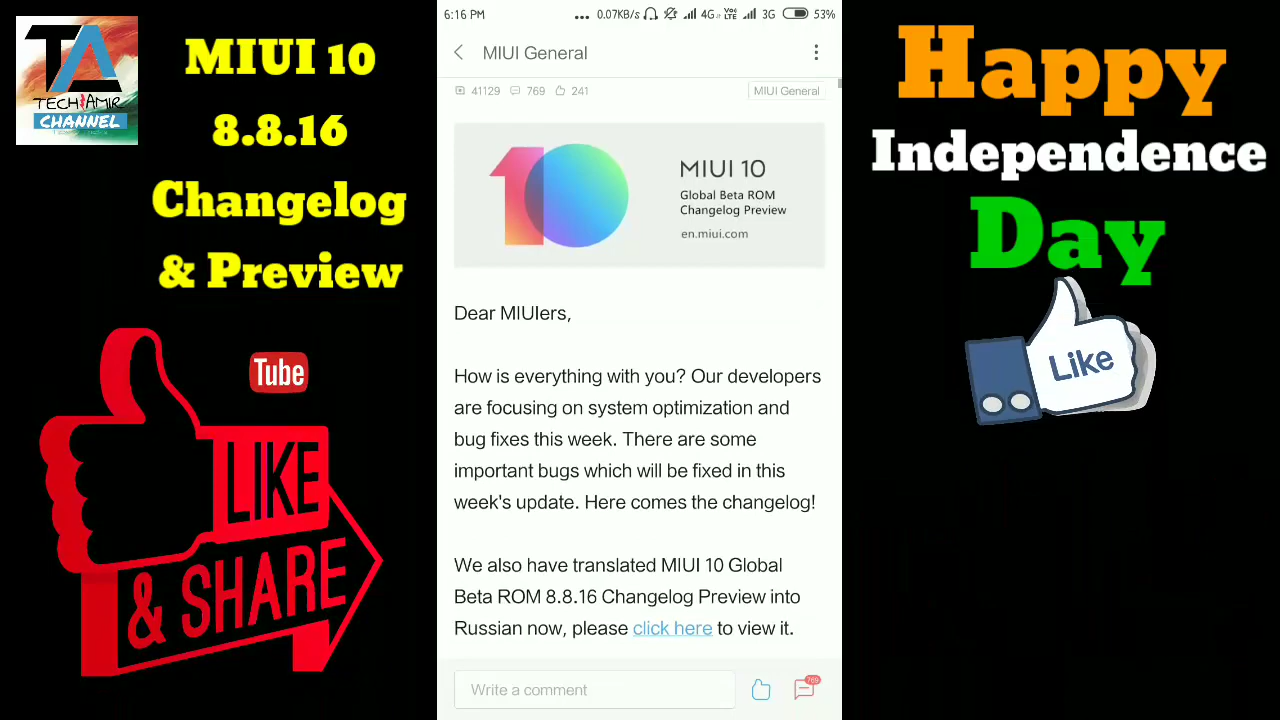 TA
TECH AMIR
CHANNEL
MIUI 10
8.8.16
Changelog
& Preview
Tube
LIKE
& SHARE
6:16 PM
... 0.07KB/s 4G Vo) LTE 3G 53%
MIUI General
41129 769 241
MIUI General
10
MIUI 10
Global Beta ROM
Changelog Preview
en.miui.com
Dear MIUIers,
How is everything with you? Our developers
are focusing on system optimization and
bug fixes this week. There are some
important bugs which will be fixed in this
week's update. Here comes the changelog!
We also have translated MIUI 10 Global
Beta ROM 8.8.16 Changelog Preview into
Russian now, please click here to view it.
Write a comment
769
Happy
Independence
Day
Like